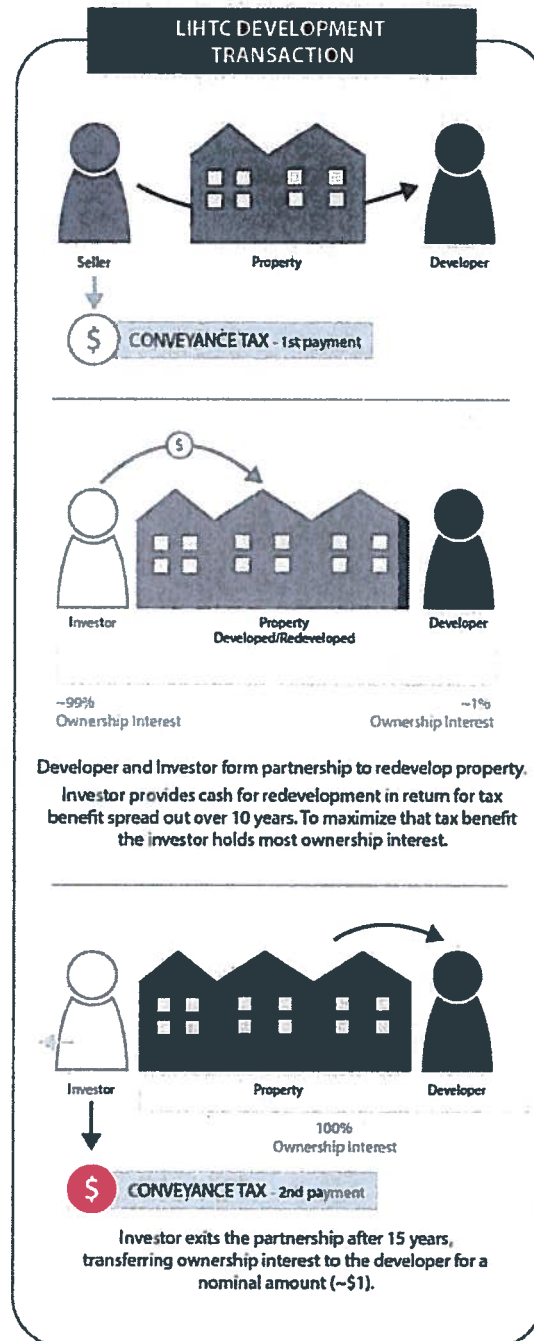 LIHTC DEVELOPMENT
TRANSACTION
Seller
Property
Developer
$
CONVEYANCE TAX - 1st payment
$
Investor
Property
Developed/Redeveloped
Developer
~99%
Ownership Interest
~1%
Ownership Interest
Developer and Investor form partnership to redevelop property.
Investor provides cash for redevelopment in return for tax
benefit spread out over 10 years. To maximize that tax benefit
the investor holds most ownership interest.
Investor
Property
Developer
100%
Ownership Interest
$
CONVEYANCE TAX - 2nd payment
Investor exits the partnership after 15 years,
transferring ownership interest to the developer for a
nominal amount (~$1).